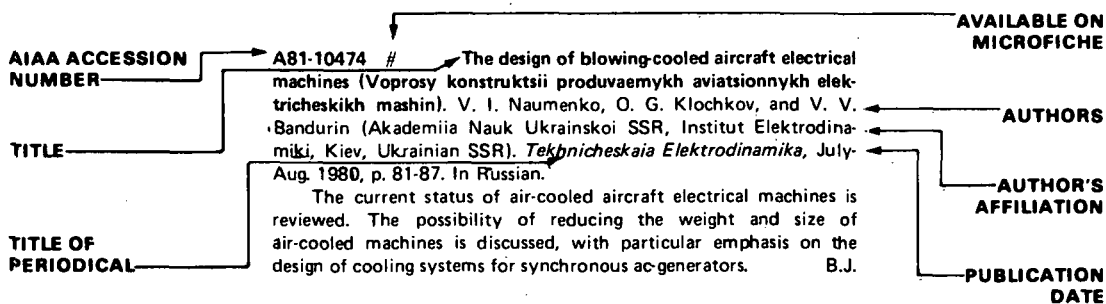 AVAILABLE ON
MICROFICHE
AIAA ACCESSION
NUMBER
A81-10474 # The design of blowing-cooled aircraft electrical
machines (Voprosy konstruktsii produvaemykh aviatsionnykh elek-
tricheskikh mashin). V. I. Naumenko, O. G. Klochkov, and V. V.
Bandurin (Akademiia Nauk Ukrainskoi SSR, Institut Elektrodina-
miki, Kiev, Ukrainian SSR). Tekhnicheskaia Elektrodinamika, July-
Aug. 1980, p. 81-87. In Russian.
The current status of air-cooled aircraft electrical machines is
reviewed. The possibility of reducing the weight and size of
air-cooled machines is discussed, with particular emphasis on the
design of cooling systems for synchronous ac-generators. B.J.
TITLE
TITLE OF
PERIODICAL
AUTHORS
AUTHOR'S
AFFILIATION
PUBLICATION
DATE